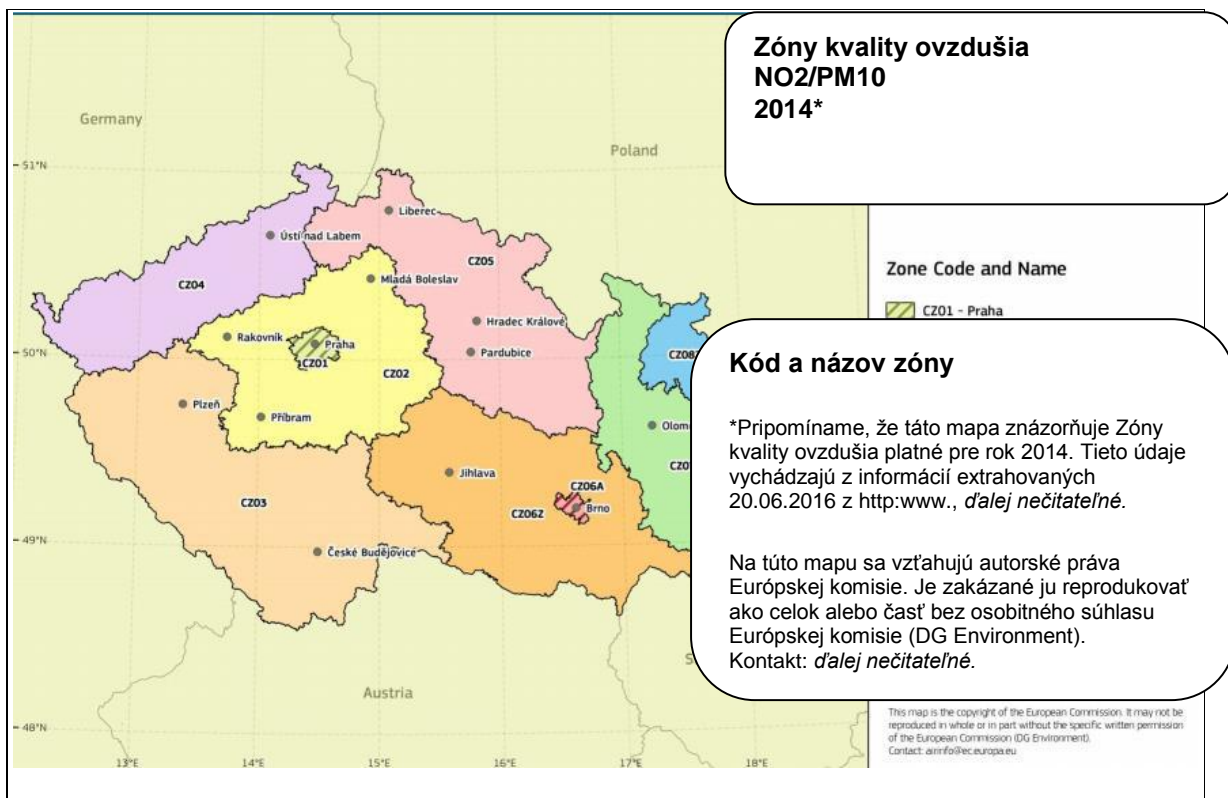 Zóny kvality ovzdušia
NO2/PM10
2014*
Germany
Poland
51°N
Liberec
Ústí nad Labem
CZ05
CZ04
Mladá Boleslav
Zone Code and Name
CZ01 - Praha
Hradec Králové
Rakovník
Praha
50°N
CZ01
CZ02
Pardubice
CZ08
Kód a názov zóny
Plzeň
Příbram
*Pripomíname, že táto mapa znázorňuje Zóny
kvality ovzdušia platné pre rok 2014. Tieto údaje
vychádzajú z informácií extrahovaných
20.06.2016 z http:www., ďalej nečitateľné.
Jihlava
CZ06A
CZ03
CZ06Z
Brno
49°N
České Budějovice
Na túto mapu sa vzťahujú autorské práva
Európskej komisie. Je zakázané ju reprodukovať
ako celok alebo časť bez osobitného súhlasu
Európskej komisie (DG Environment).
Kontakt: ďalej nečitateľné.
Austria
48°N
This map is the copyright of the European Commission. It may not be
reproduced in whole or in part without the specific written permission
of the European Commission (DG Environment).
Contact: airinfo@ec.europa.eu
13°E
14°E
15°E
16°E
17°E
18°E